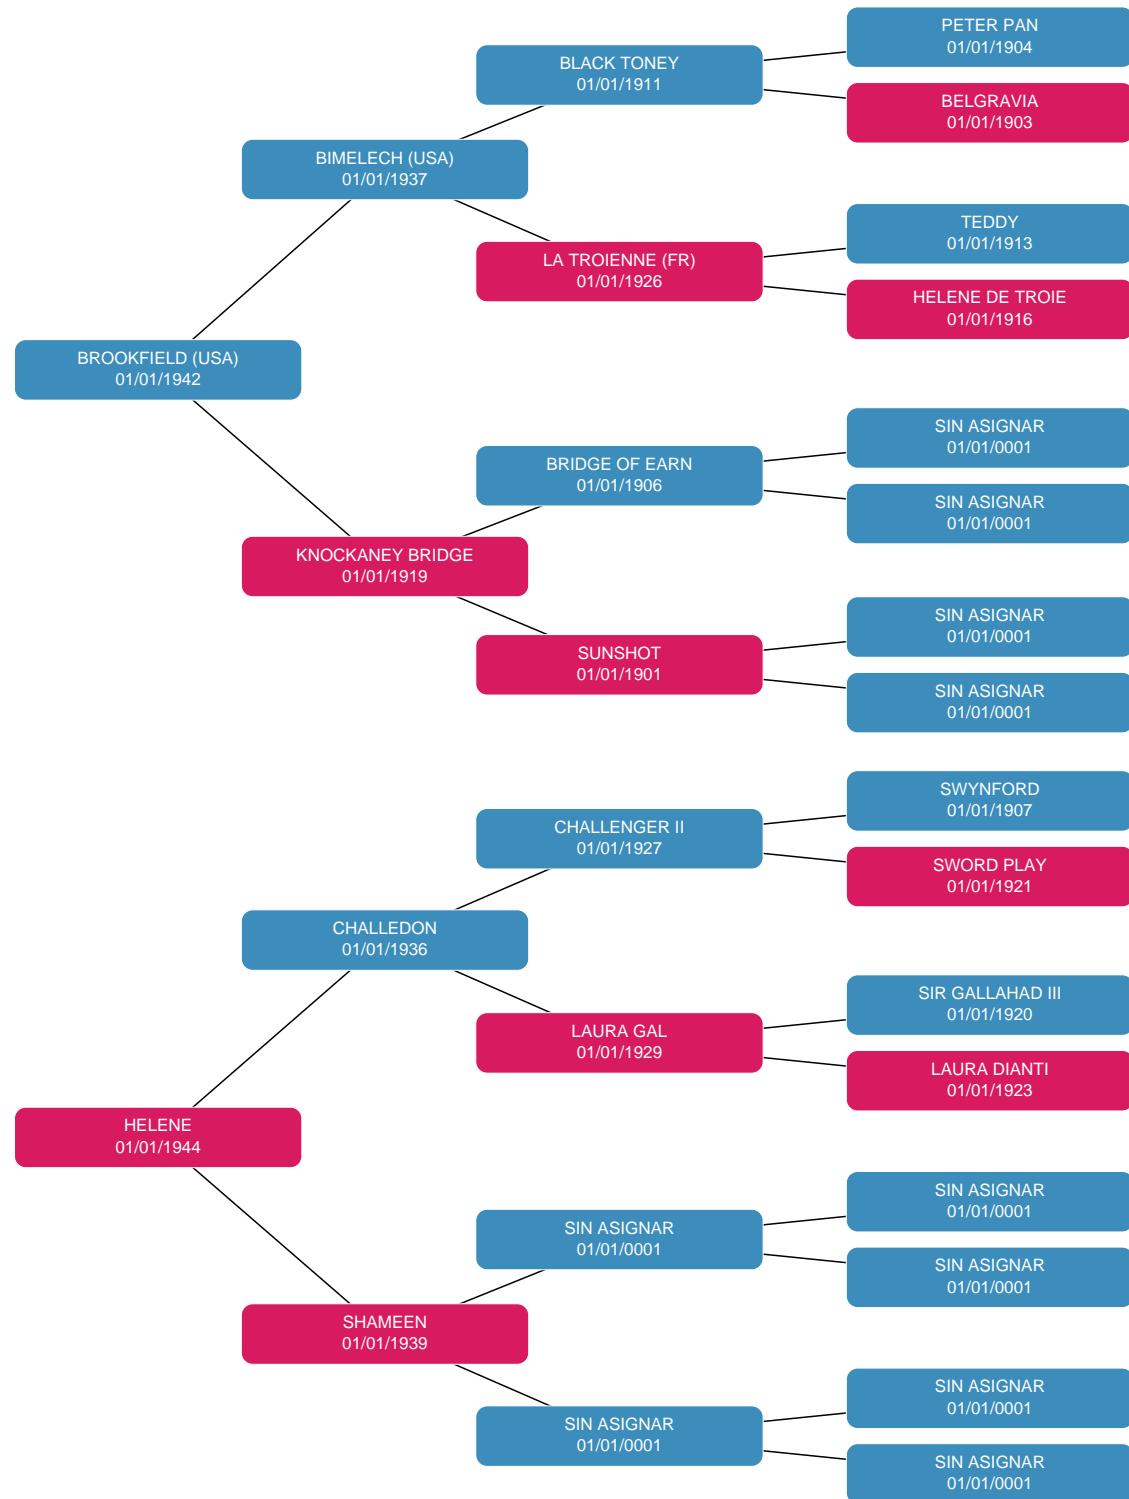 PETER PAN
01/01/1904
BLACK TONEY
01/01/1911
BELGRAVIA
01/01/1903
BIMELECH (USA)
01/01/1937
TEDDY
01/01/1913
LA TROIENNE (FR)
01/01/1926
HELENE DE TROIE
01/01/1916
BROOKFIELD (USA)
01/01/1942
SIN ASIGNAR
01/01/0001
BRIDGE OF EARN
01/01/1906
SIN ASIGNAR
01/01/0001
KNOCKANEY BRIDGE
01/01/1919
SIN ASIGNAR
01/01/0001
SUNSHOT
01/01/1901
SIN ASIGNAR
01/01/0001
SWYNFORD
01/01/1907
CHALLENGER II
01/01/1927
SWORD PLAY
01/01/1921
CHALLEDON
01/01/1936
SIR GALLAHAD III
01/01/1920
LAURA GAL
01/01/1929
LAURA DIANTI
01/01/1923
HELENE
01/01/1944
SIN ASIGNAR
01/01/0001
SIN ASIGNAR
01/01/0001
SIN ASIGNAR
01/01/0001
SHAMEEN
01/01/1939
SIN ASIGNAR
01/01/0001
SIN ASIGNAR
01/01/0001
SIN ASIGNAR
01/01/0001